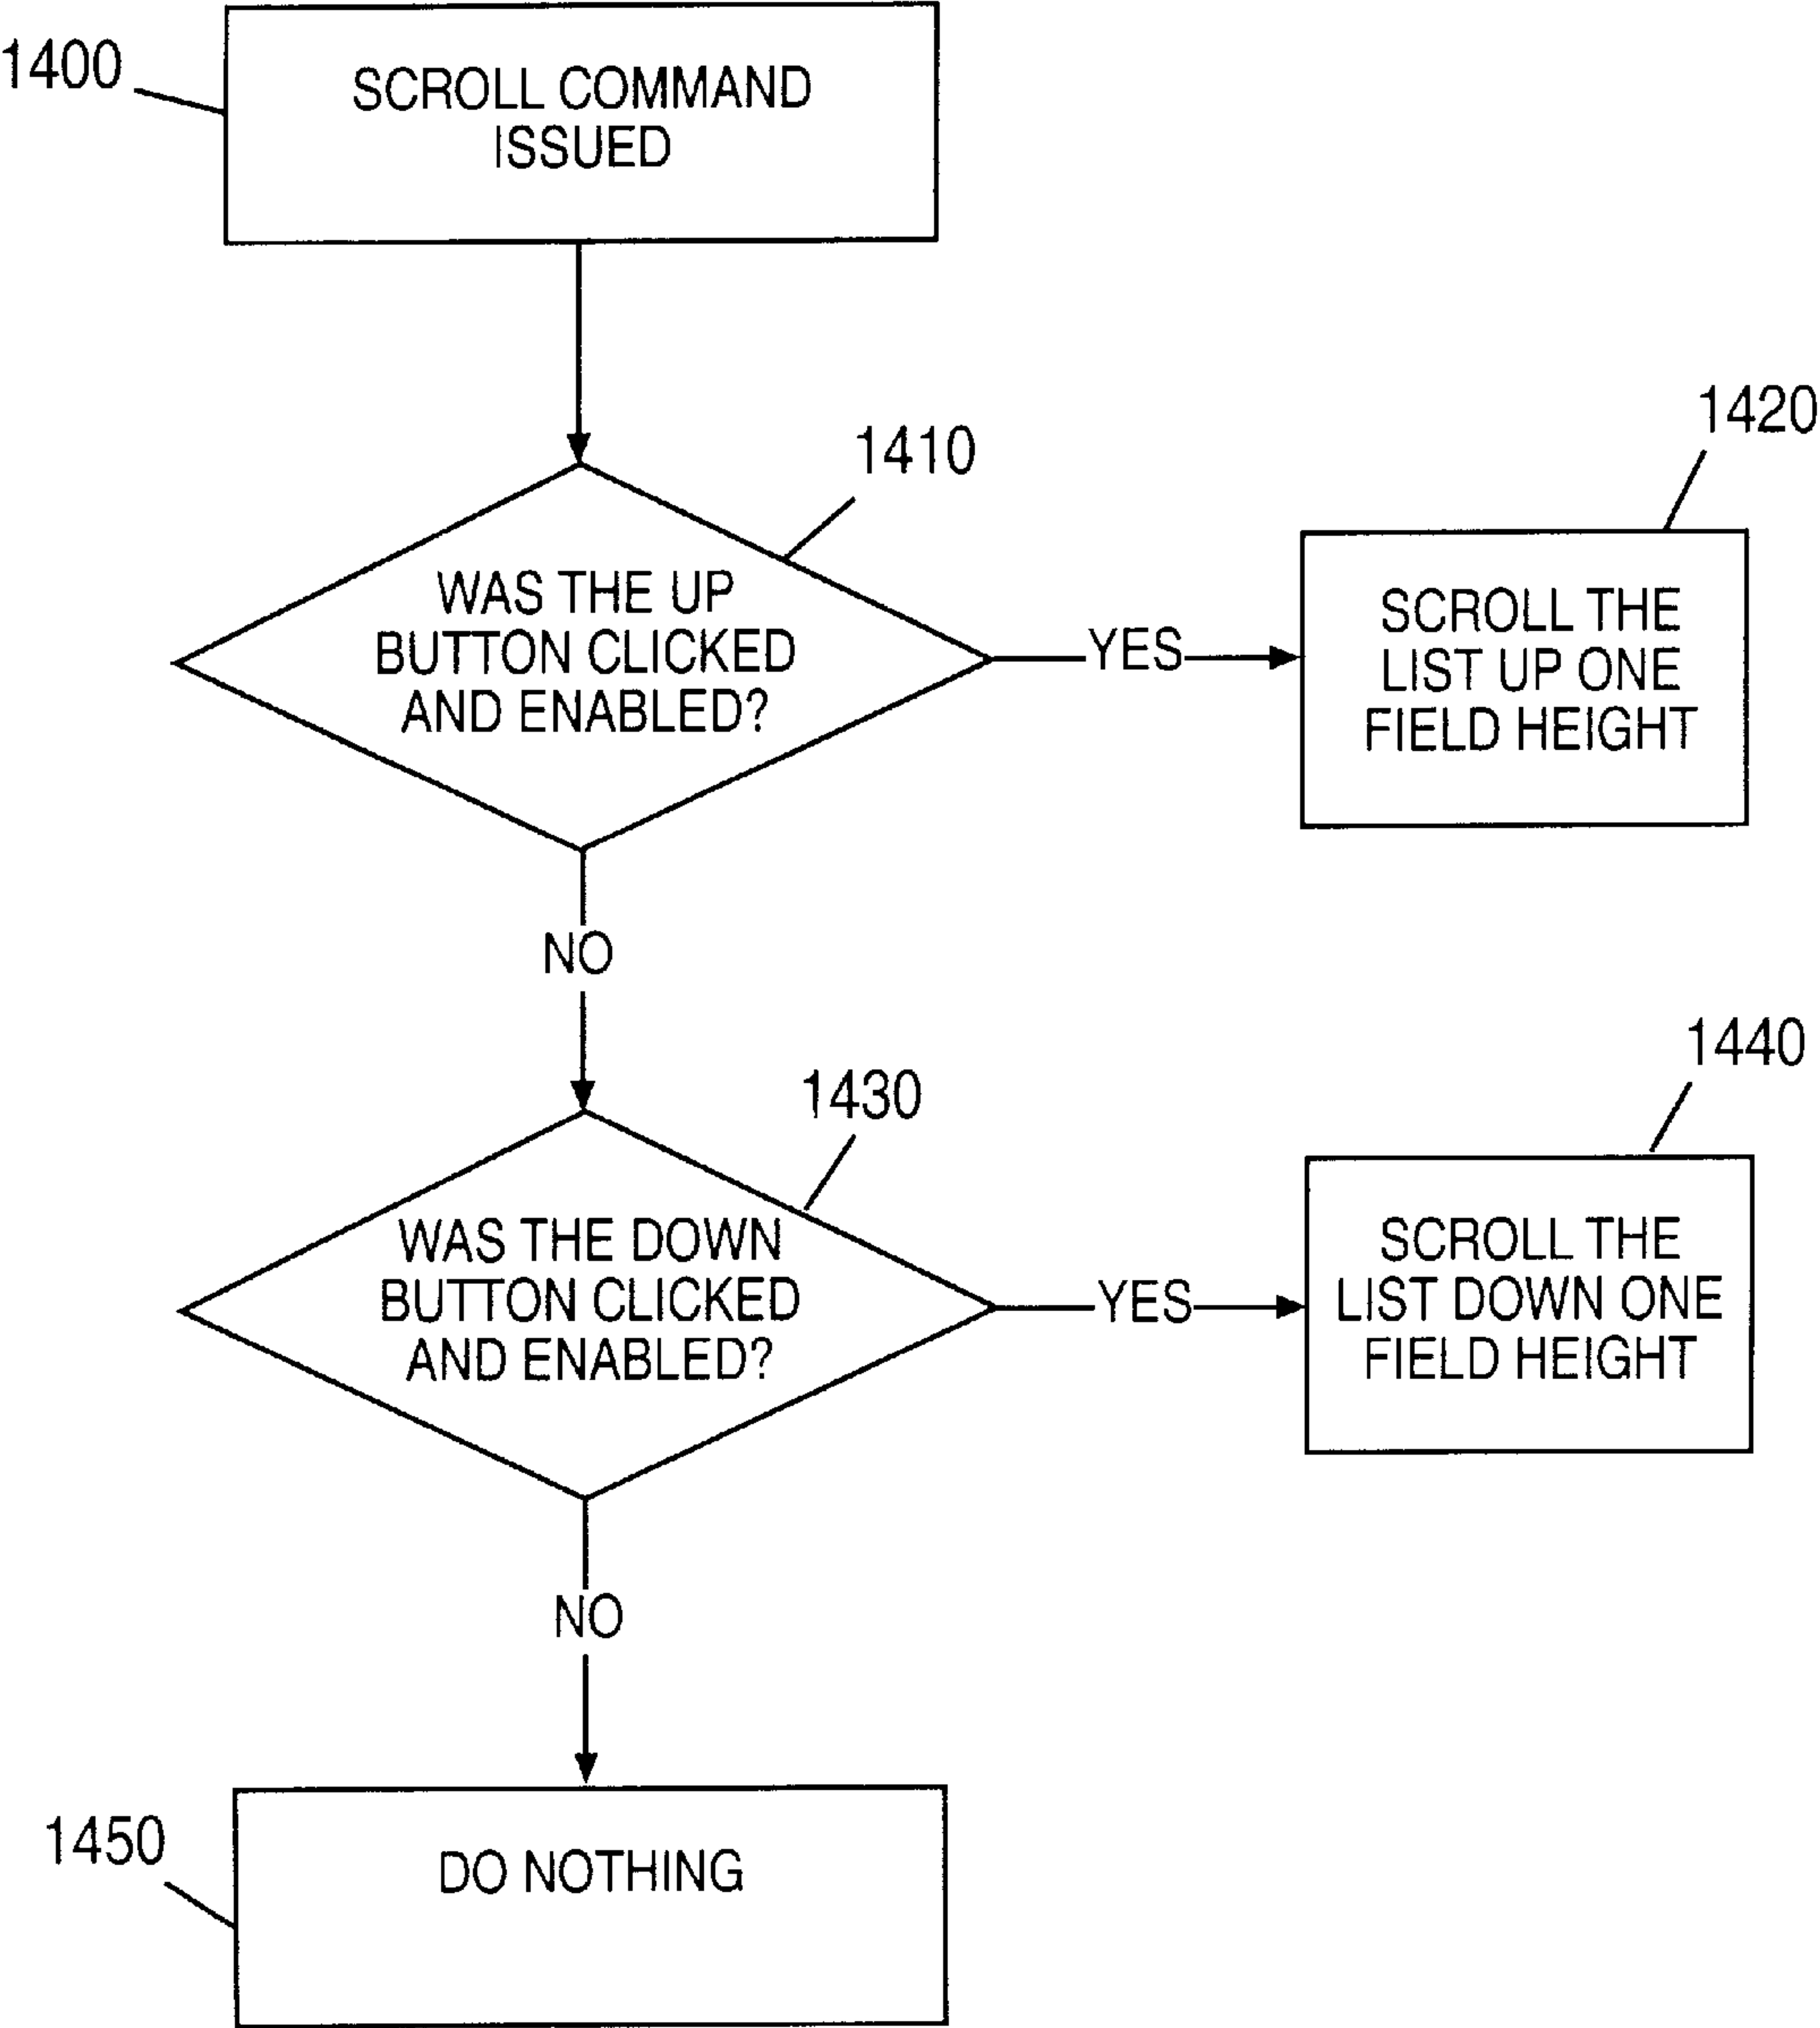 1400
SCROLL COMMAND
ISSUED
1410
WAS THE UP
BUTTON CLICKED
AND ENABLED?
YES
1420
SCROLL THE
LIST UP ONE
FIELD HEIGHT
NO
1430
WAS THE DOWN
BUTTON CLICKED
AND ENABLED?
YES
1440
SCROLL THE
LIST DOWN ONE
FIELD HEIGHT
NO
1450
DO NOTHING